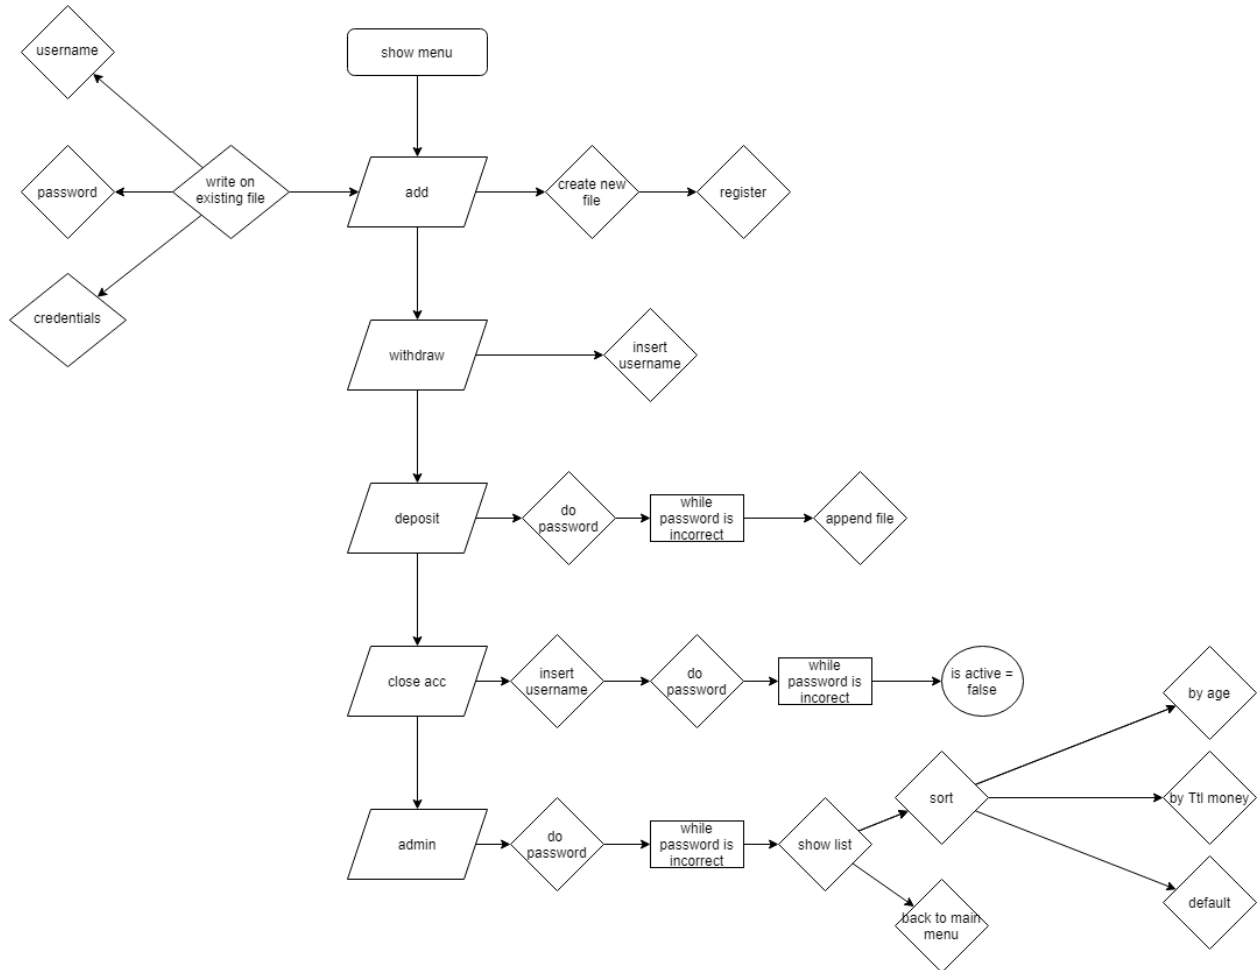 username
show menu
password
write on
existing file
add
create new
file
register
credentials
withdraw
insert
username
deposit
do
password
while
password is
incorrect
append file
close acc
insert
username
do
password
while
password is
incorect
is active =
false
by age
sort
by Ttl money
admin
do
password
while
password is
incorrect
show list
back to main
menu
default